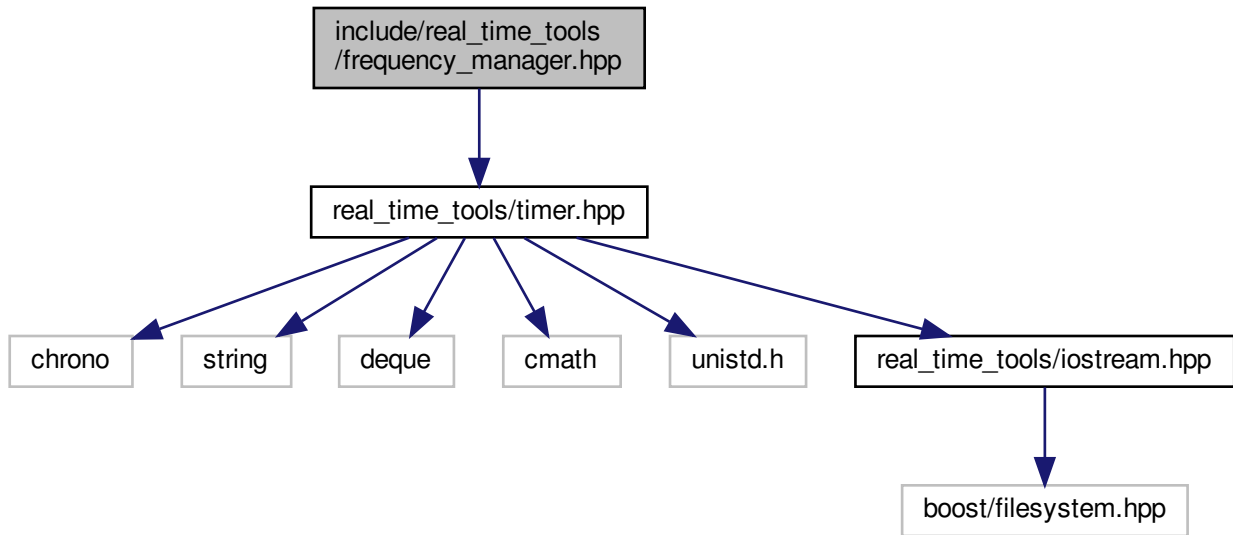 include/real_time_tools
/frequency_manager.hpp
real_time_tools/timer.hpp
chrono
string
deque
cmath
unistd.h
real_time_tools/iostream.hpp
boost/filesystem.hpp